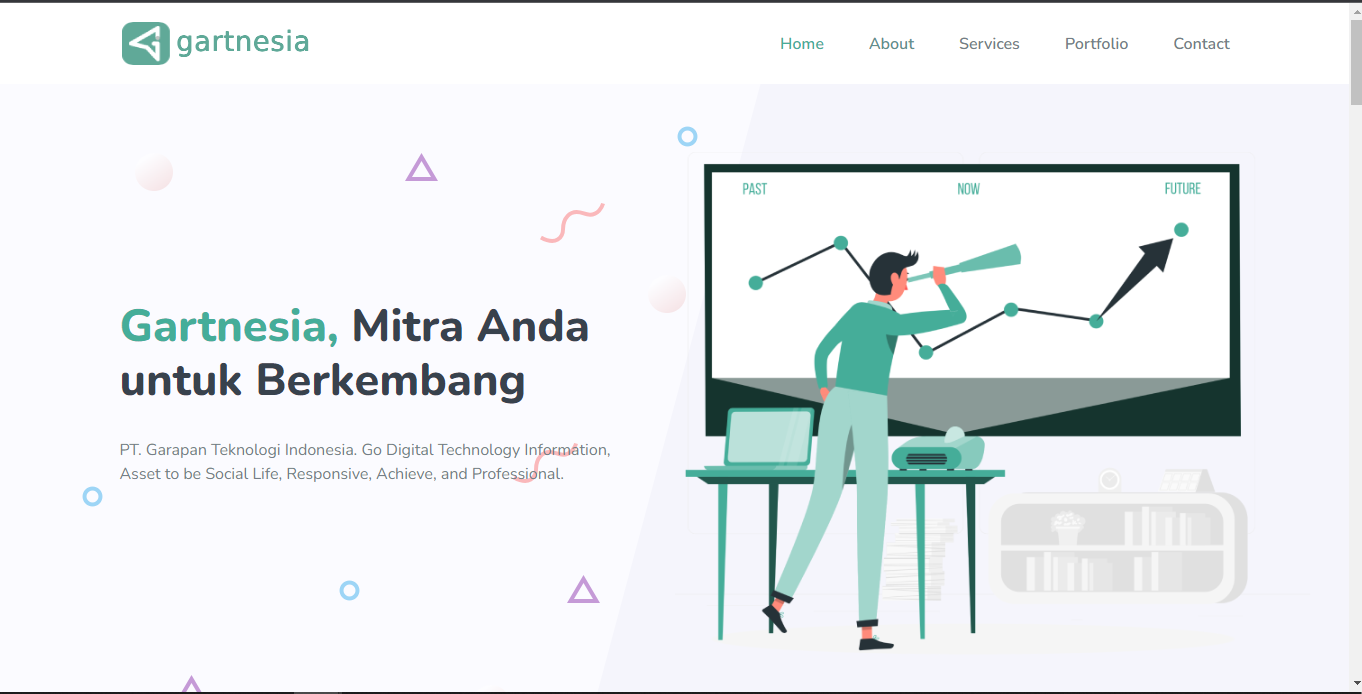 gartnesia
Home About Services Portfolio Contact
PAST NOW FUTURE
Gartnesia, Mitra Anda
untuk Berkembang
PT. Garapan Teknologi Indonesia. Go Digital Technology Information,
Asset to be Social Life, Responsive, Achieve, and Professional.